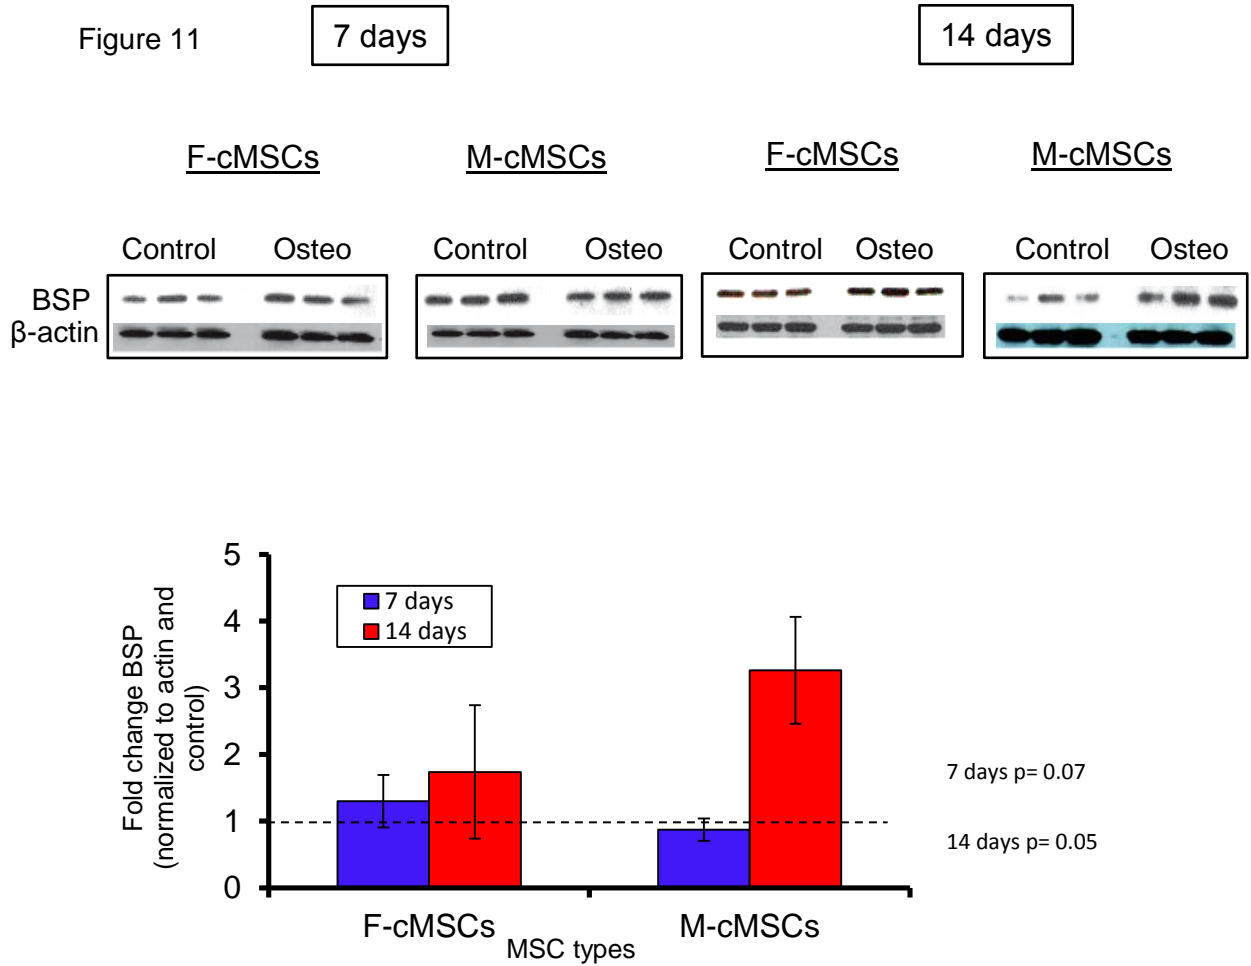 Figure 11
7 days
14 days
F-cMSCs
M-cMSCs
F-cMSCs
M-cMSCs
Control
Osteo
Control
Osteo
Control
Osteo
Control
Osteo
BSP
β-actin
Fold change BSP
(normalized to actin and
control)
5
4
3
2
1
0
7 days
14 days
7 days p= 0.07
14 days p= 0.05
F-cMSCs
M-cMSCs
MSC types